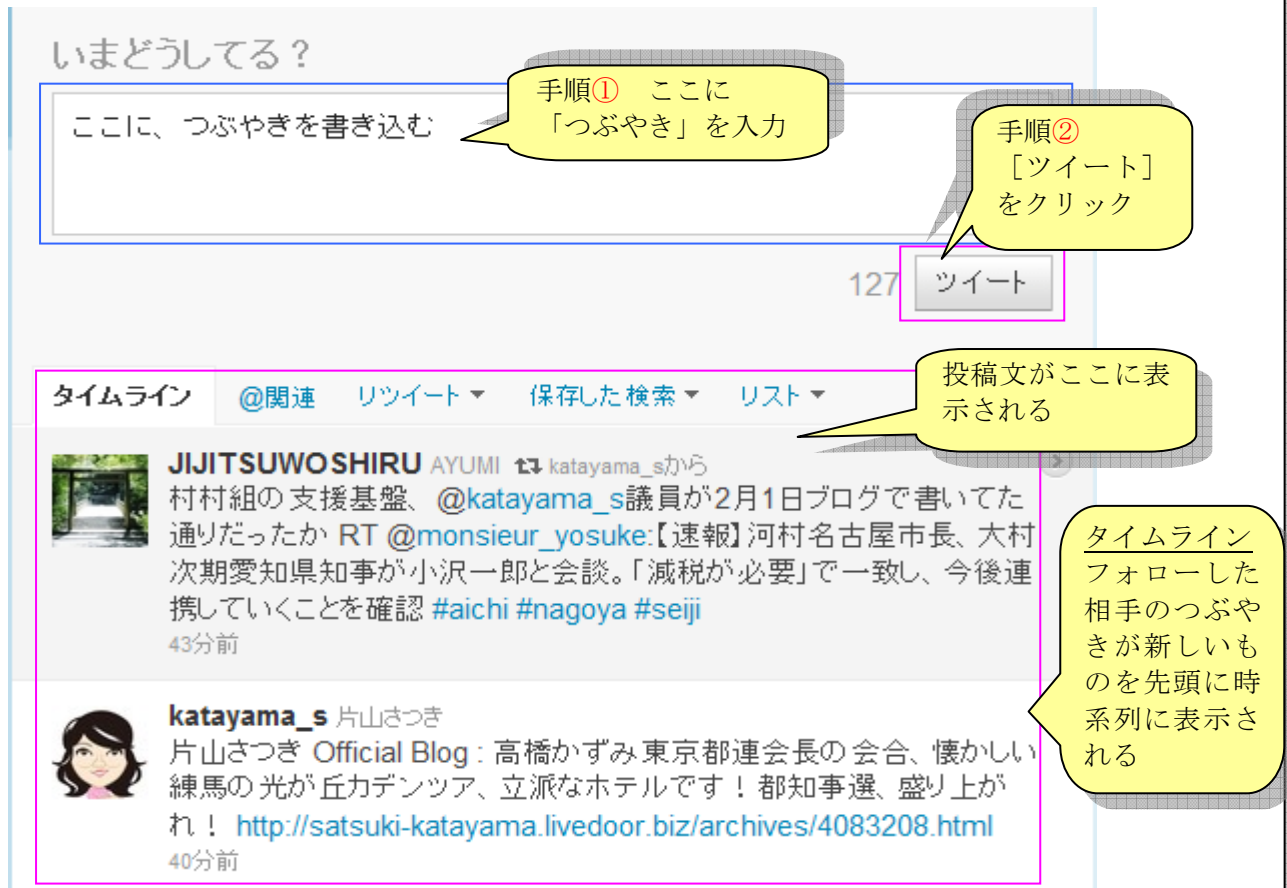 いまどうしてる？
ここに、つぶやきを書き込む
手順① ここに
「つぶやき」を入力
手順②
［ツイート］
をクリック
127 ツイート
投稿文がここに表
示される
タイムライン @関連 リツイート▼ 保存した検索▼ リスト▼
JIJITSUWOSHIRU AYUMI katayama_sから
村村組の支援基盤、@katayama_s議員が2月1日ブログで書いてた
通りだったか RT @monsieur_yosuke:【速報】河村名古屋市長、大村
次期愛知県知事が小沢一郎と会談。「減税が必要」で一致し、今後連
携していくことを確認 #aichi #nagoya #seiji
43分前
タイムライン
フォローした
相手のつぶや
きが新しいも
のを先頭に時
系列に表示さ
れる
katayama_s 片山さつき
片山さつき Official Blog : 高橋かずみ東京都連会長の会合、懐かしい
練馬の光が丘カデンツア、立派なホテルです！都知事選、盛り上が
れ！ http://satsuki-katayama.livedoor.biz/archives/4083208.html
40分前